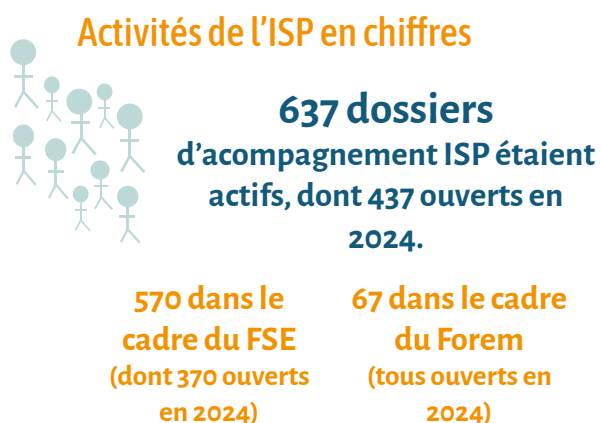 Activités de l’ISP en chiffres
637 dossiers
d’acompagnement ISP étaient
actifs, dont 437 ouverts en
2024.
570 dans le
cadre du FSE
(dont 370 ouverts
en 2024)
67 dans le cadre
du Forem
(tous ouverts en
2024)